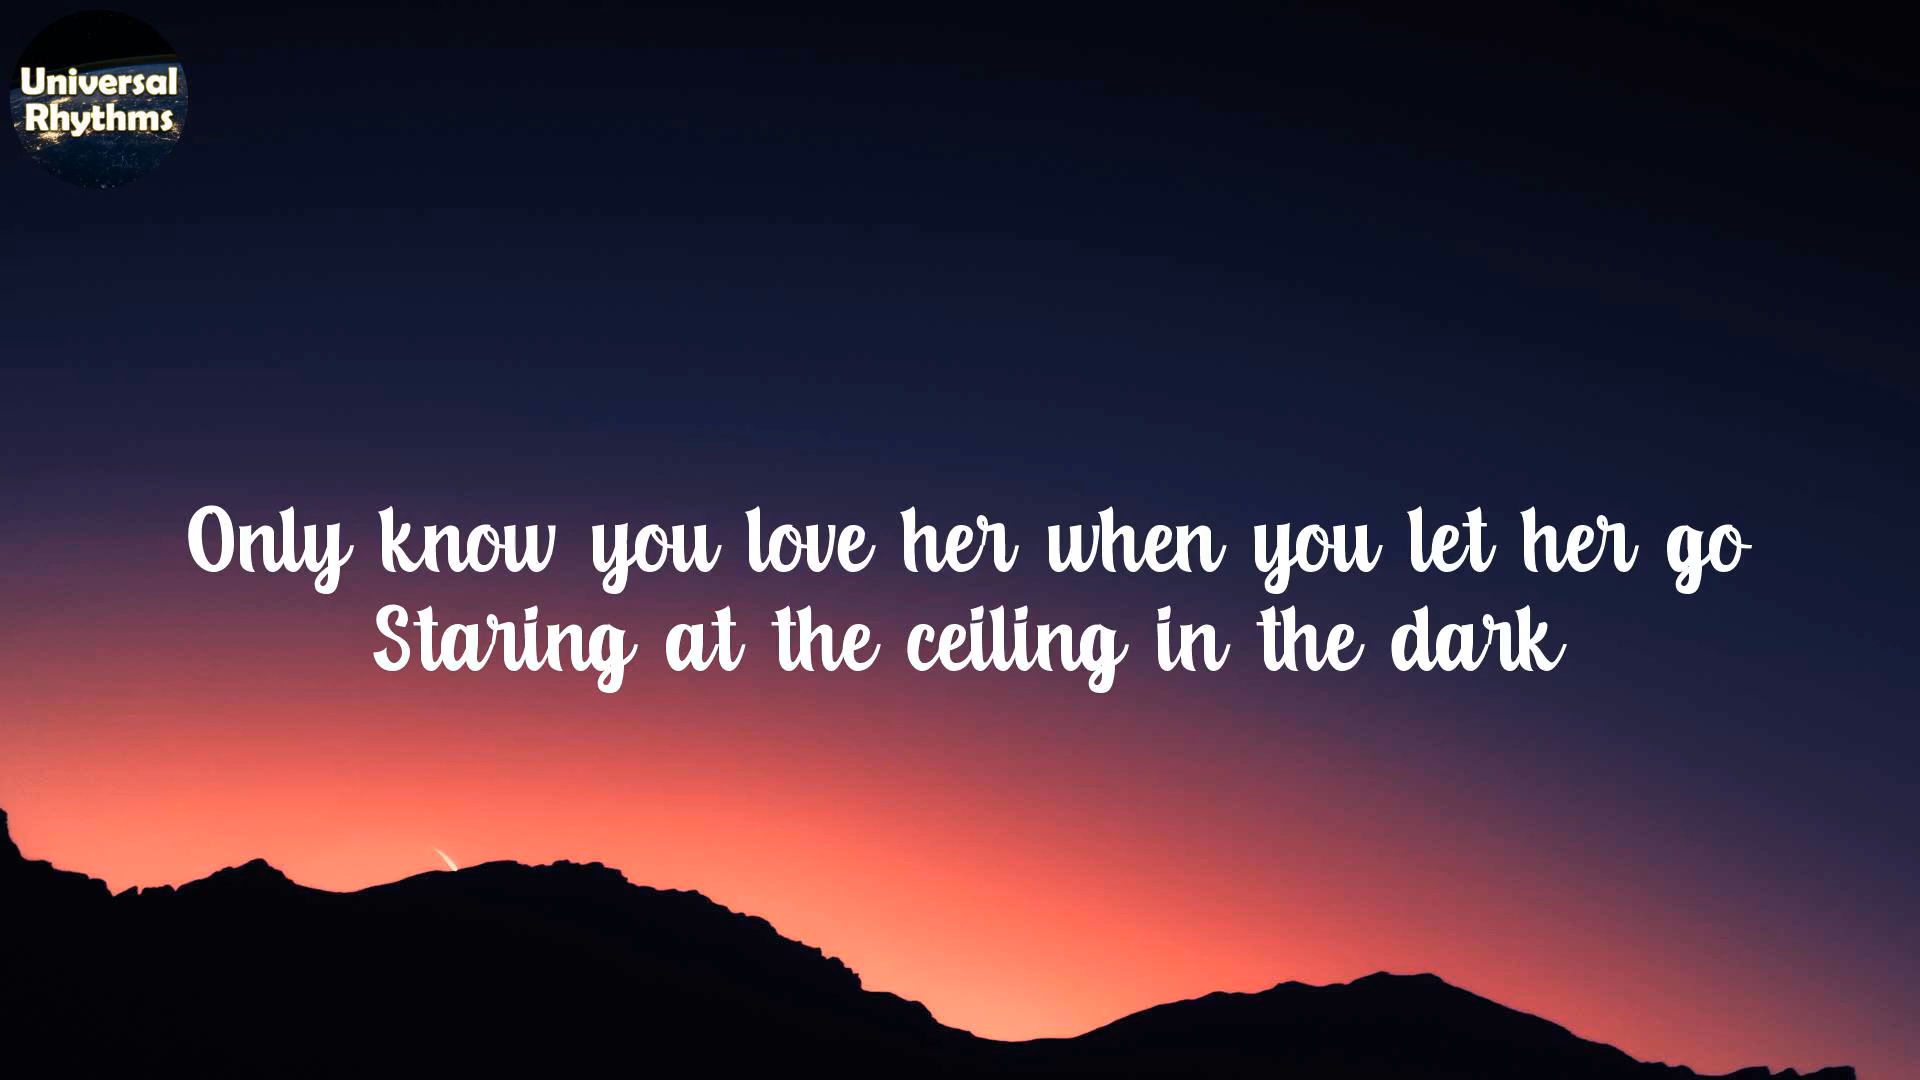 Universal
Rhythms
Only know you love her when you let her go
Staring at the ceiling in the dark